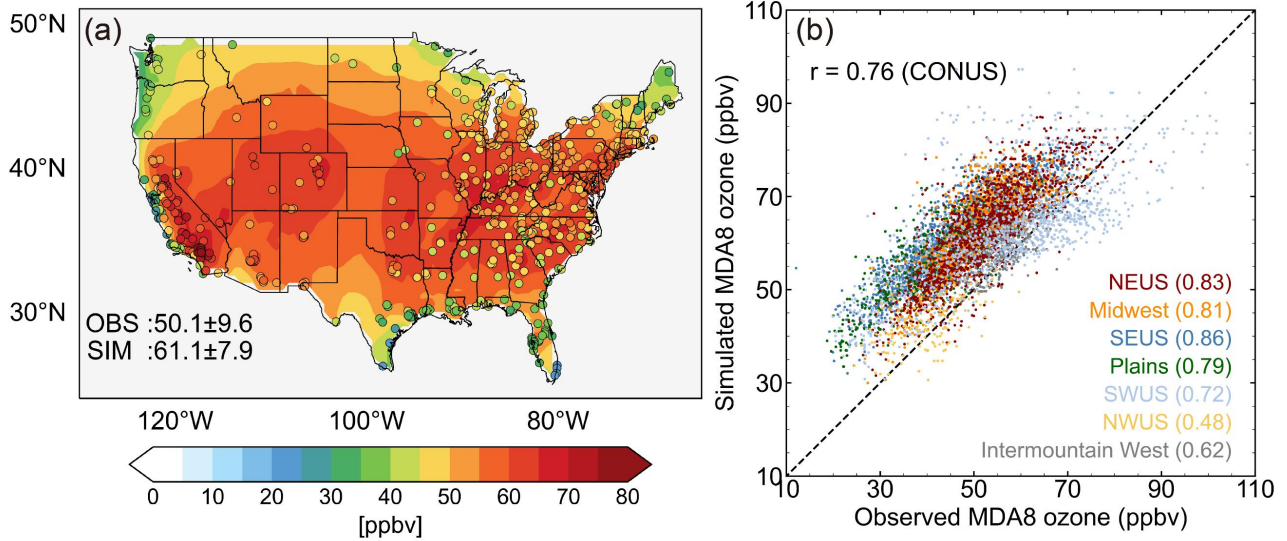 (a)
50°N
40°N
30°N
OBS :50.1±9.6
SIM :61.1±7.9
120°W 100°W 80°W
0 10 20 30 40 50 60 70 80
[ppbv]
(b)
r = 0.76 (CONUS)
Simulated MDA8 ozone (ppbv)
110
90
70
50
30
10
NEUS (0.83)
Midwest (0.81)
SEUS (0.86)
Plains (0.79)
SWUS (0.72)
NWUS (0.48)
Intermountain West (0.62)
10 30 50 70 90 110
Observed MDA8 ozone (ppbv)